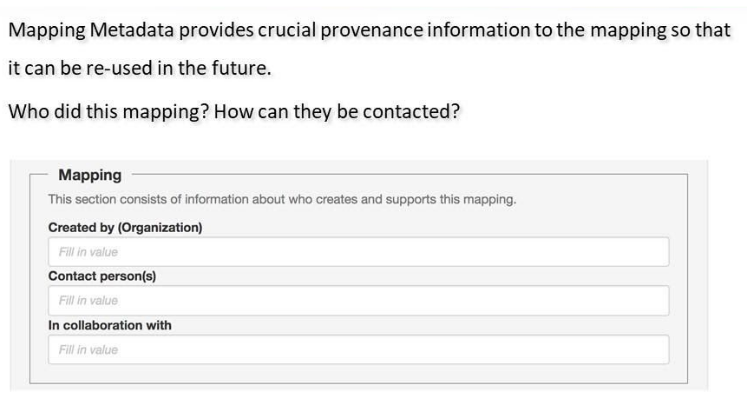 Mapping Metadata provides crucial provenance information to the mapping so that
it can be re-used in the future.
Who did this mapping? How can they be contacted?
Mapping
This section consists of information about who creates and supports this mapping.
Created by (Organization)
Fill in value
Contact person(s)
Fill in value
In collaboration with
Fill in value